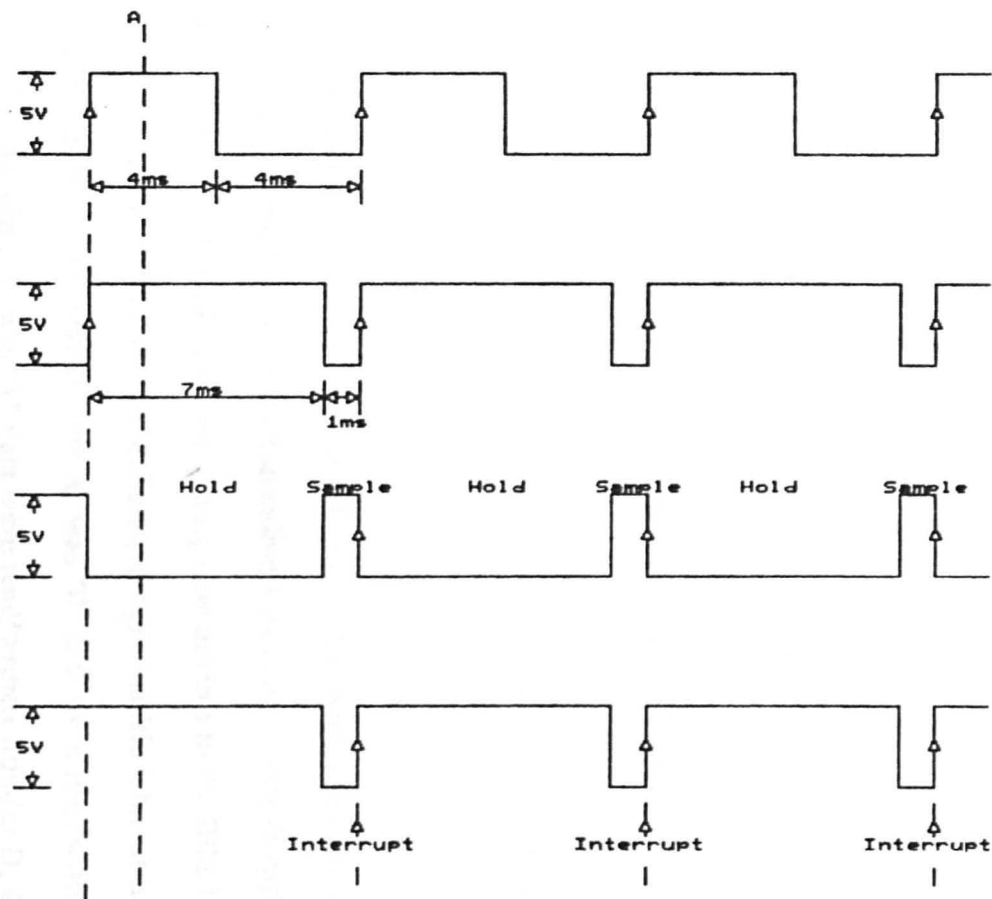 A
5V
4ms 4ms
5V
7ms
1ms
Hold Sample Hold Sample Hold Sample
5V
5V
Interrupt Interrupt Interrupt